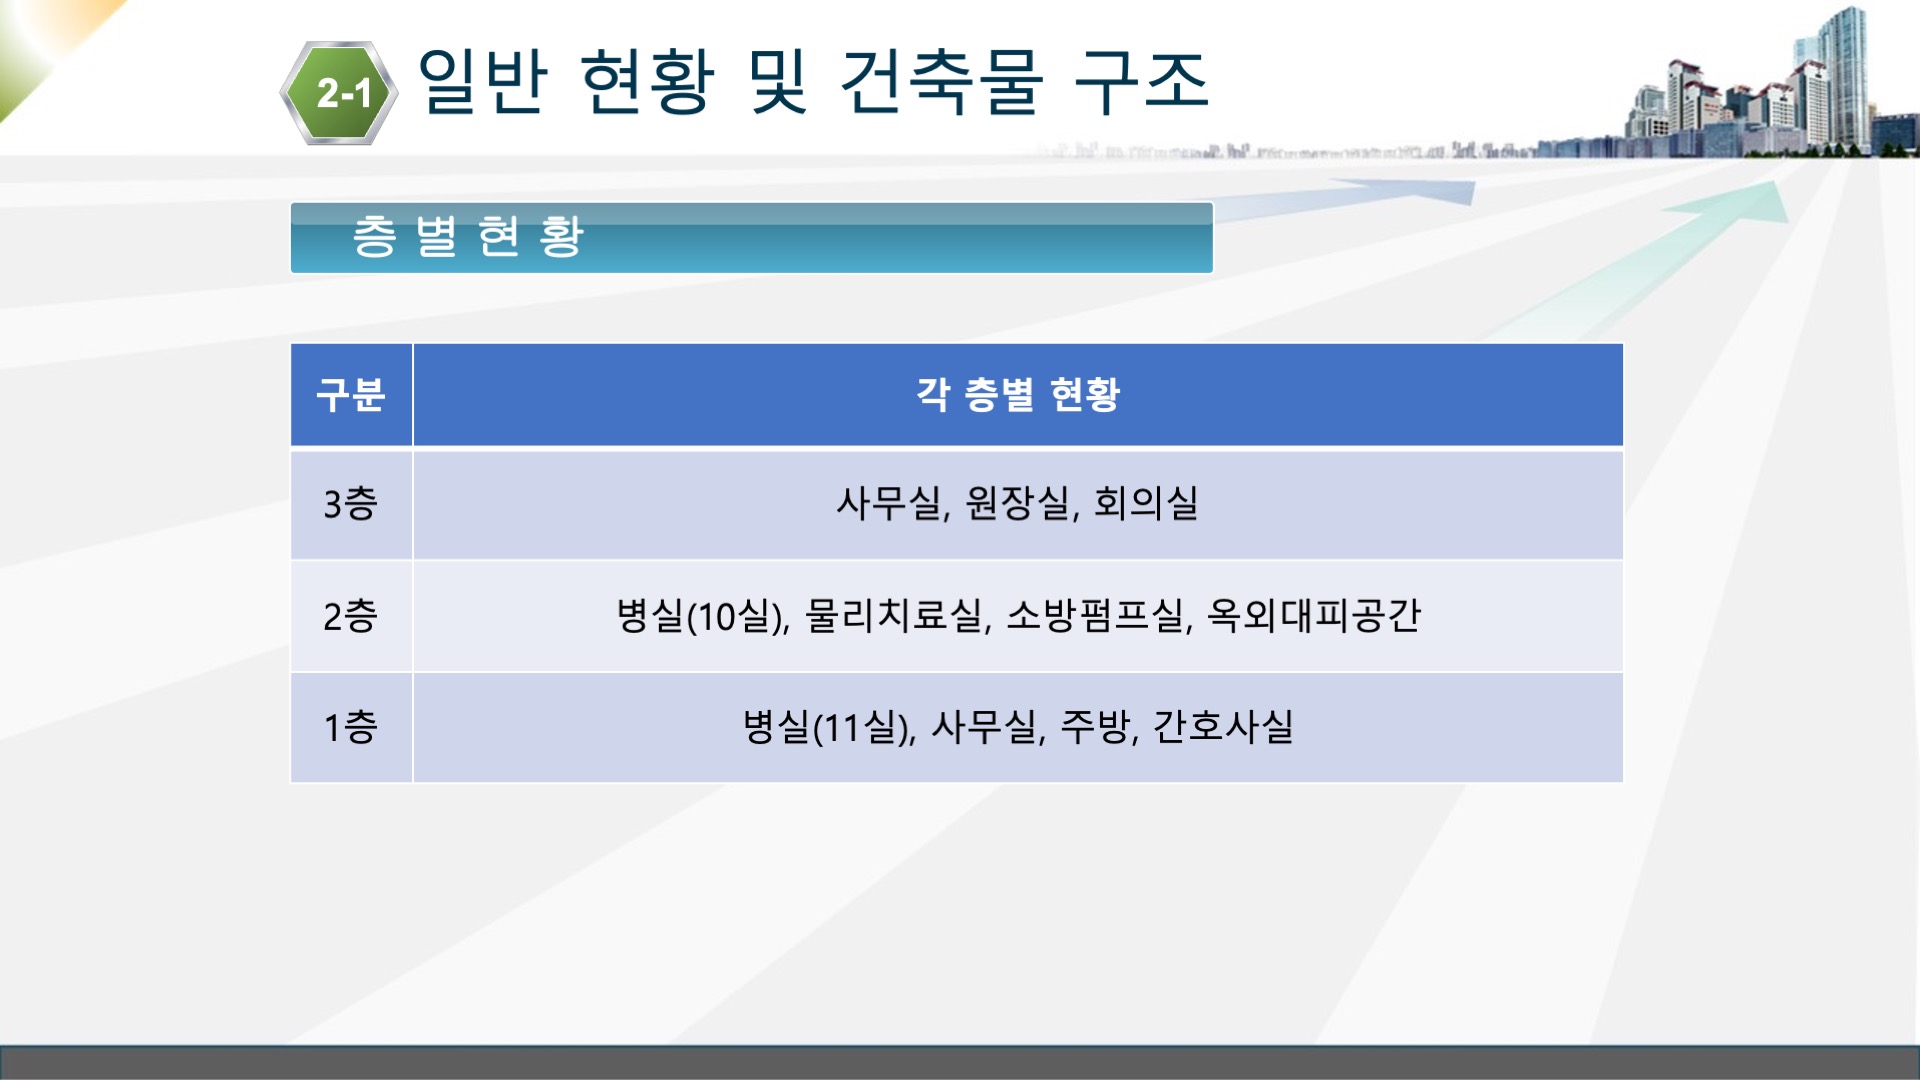 2-1
일반 현황 및 건축물 구조
층 별 현 황
구분 각 층별 현황
3층 사무실, 원장실, 회의실
2층 병실(10실), 물리치료실, 소방펌프실, 옥외대피공간
1층 병실(11실), 사무실, 주방, 간호사실